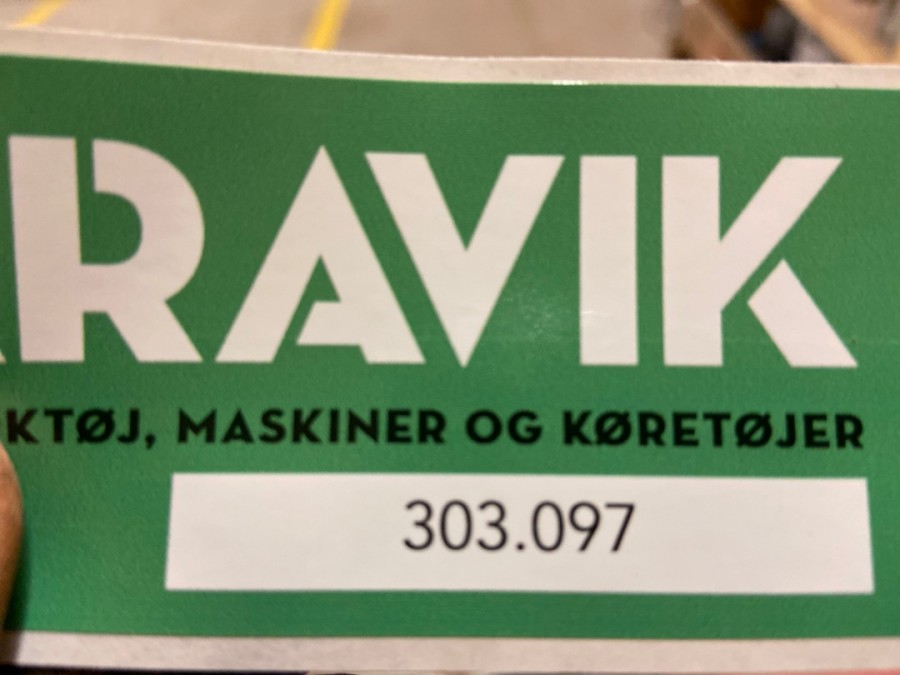 RAVIK
KTØJ, MASKINER OG KØRETØJER
303.097